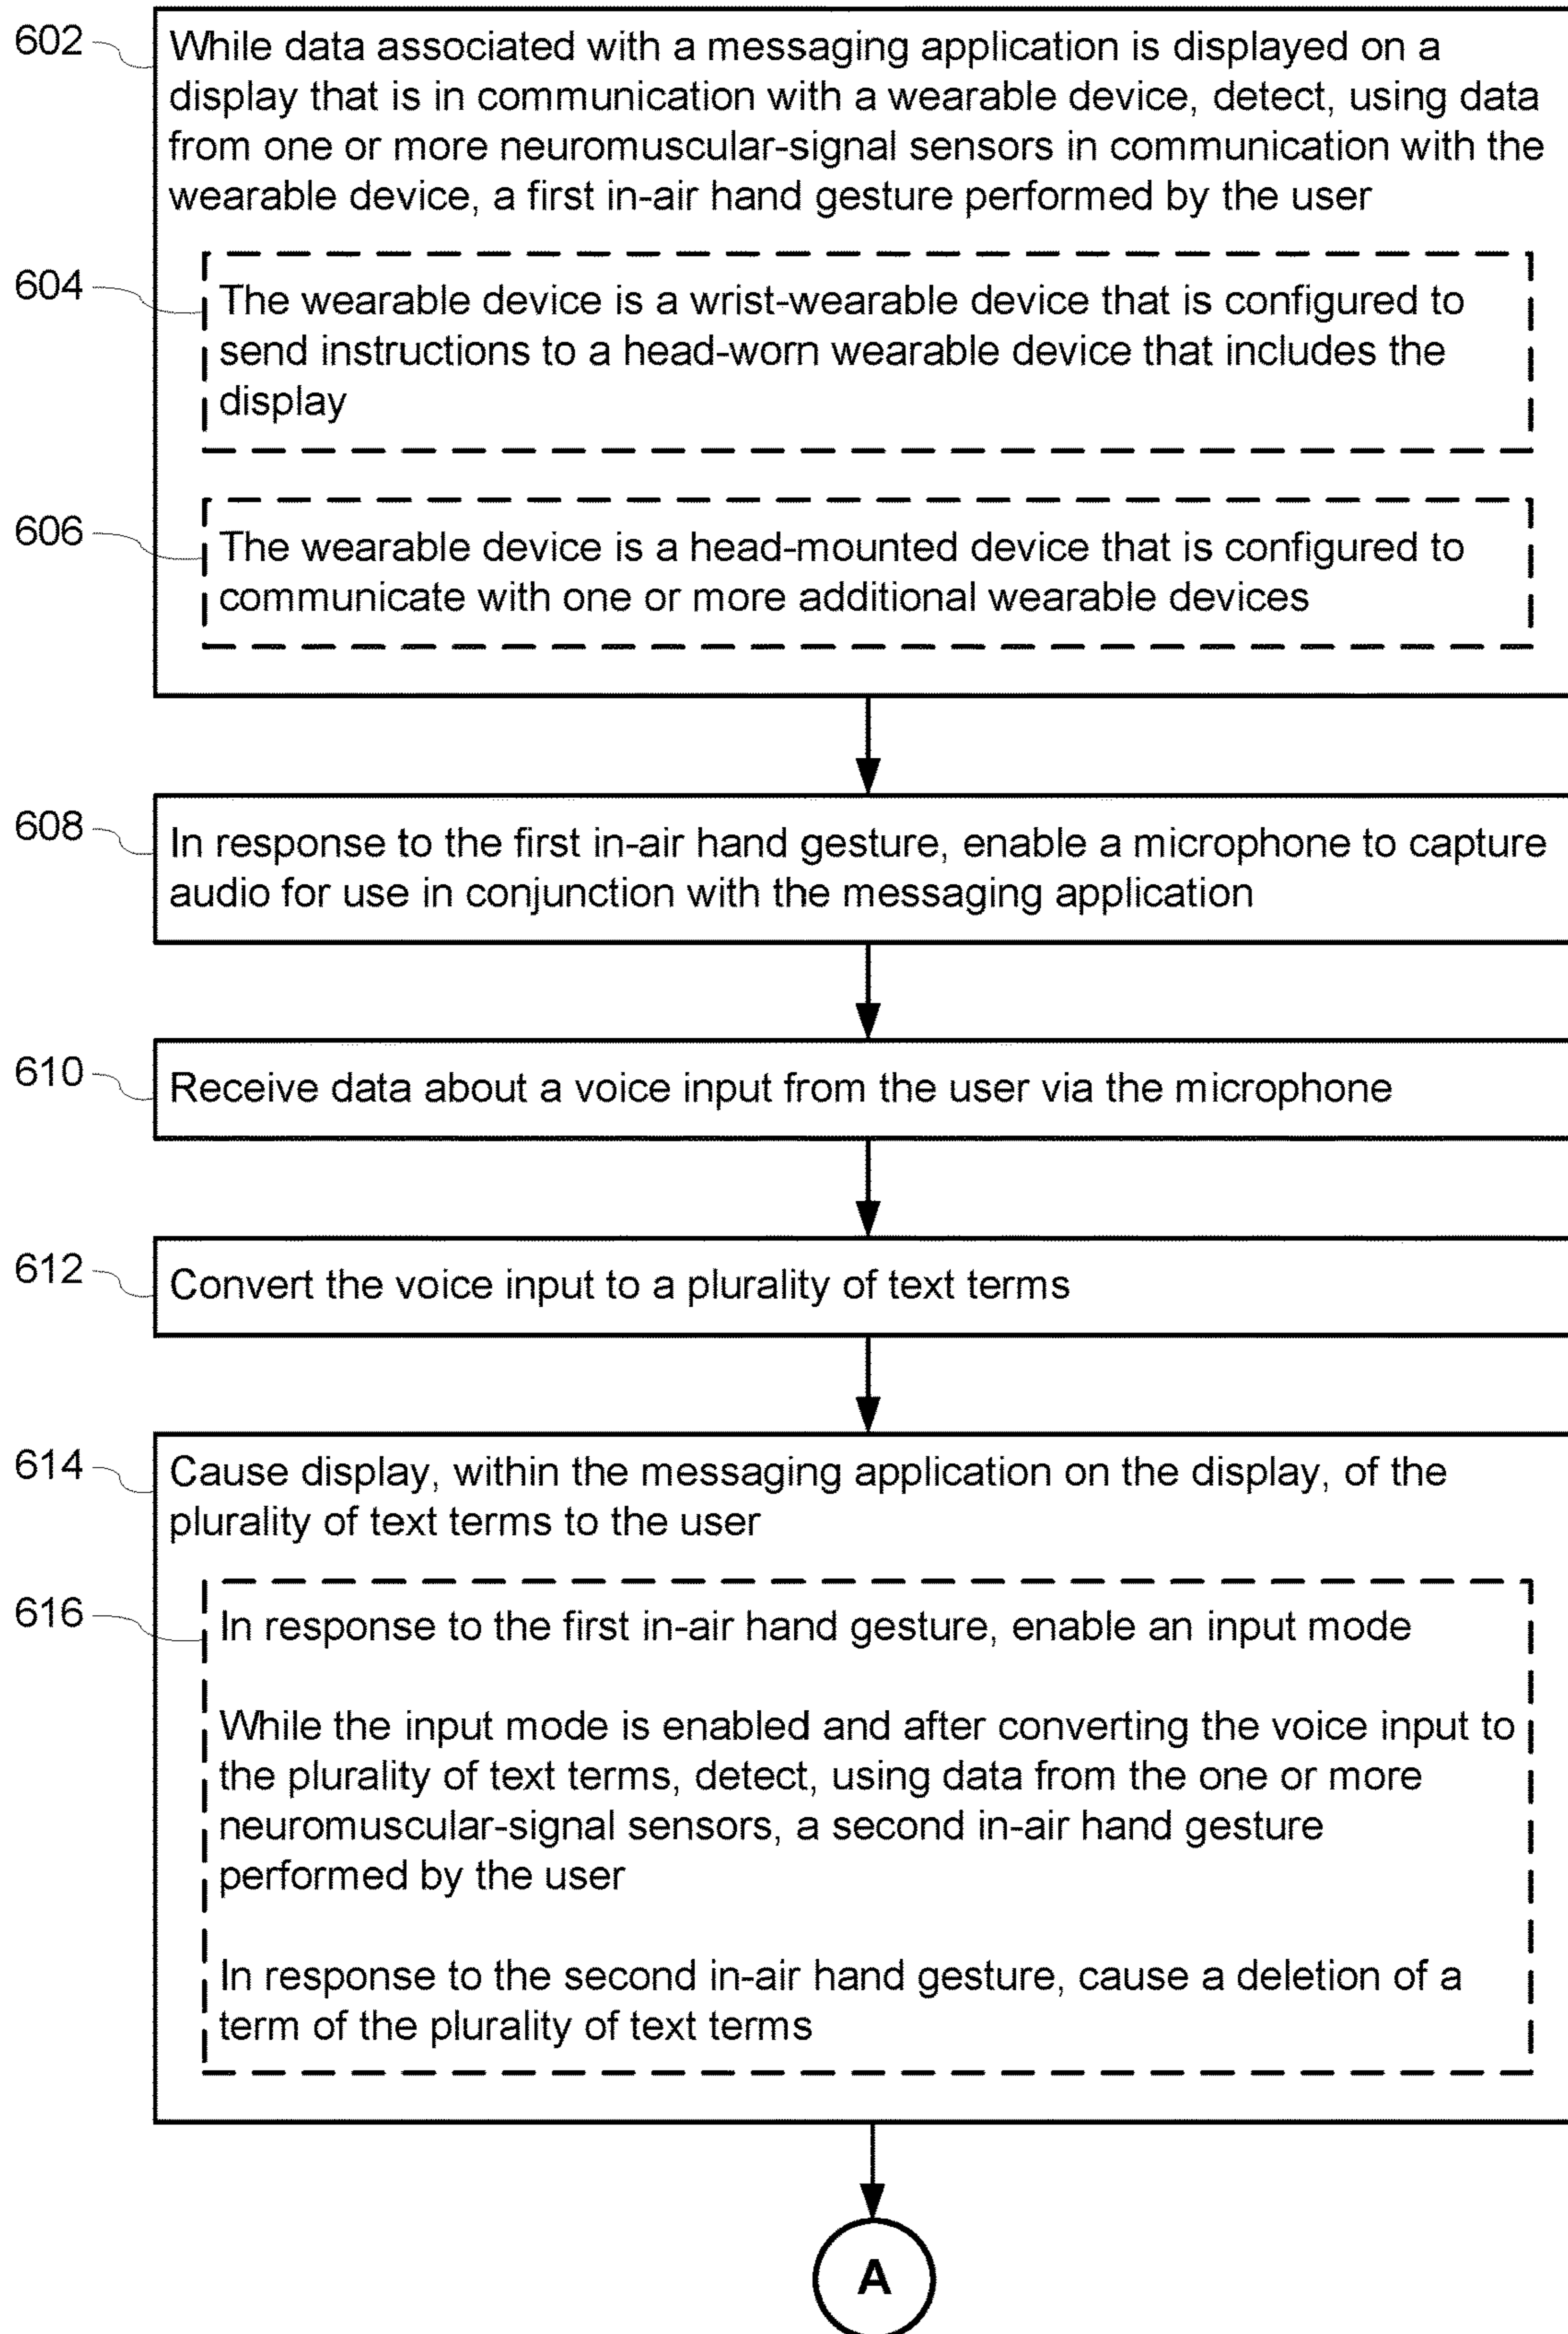 602
While data associated with a messaging application is displayed on a
display that is in communication with a wearable device, detect, using data
from one or more neuromuscular-signal sensors in communication with the
wearable device, a first in-air hand gesture performed by the user
604
The wearable device is a wrist-wearable device that is configured to
send instructions to a head-worn wearable device that includes the
display
606
The wearable device is a head-mounted device that is configured to
communicate with one or more additional wearable devices
608
In response to the first in-air hand gesture, enable a microphone to capture
audio for use in conjunction with the messaging application
610
Receive data about a voice input from the user via the microphone
612
Convert the voice input to a plurality of text terms
614
Cause display, within the messaging application on the display, of the
plurality of text terms to the user
616
In response to the first in-air hand gesture, enable an input mode
While the input mode is enabled and after converting the voice input to
the plurality of text terms, detect, using data from the one or more
neuromuscular-signal sensors, a second in-air hand gesture
performed by the user
In response to the second in-air hand gesture, cause a deletion of a
term of the plurality of text terms
A